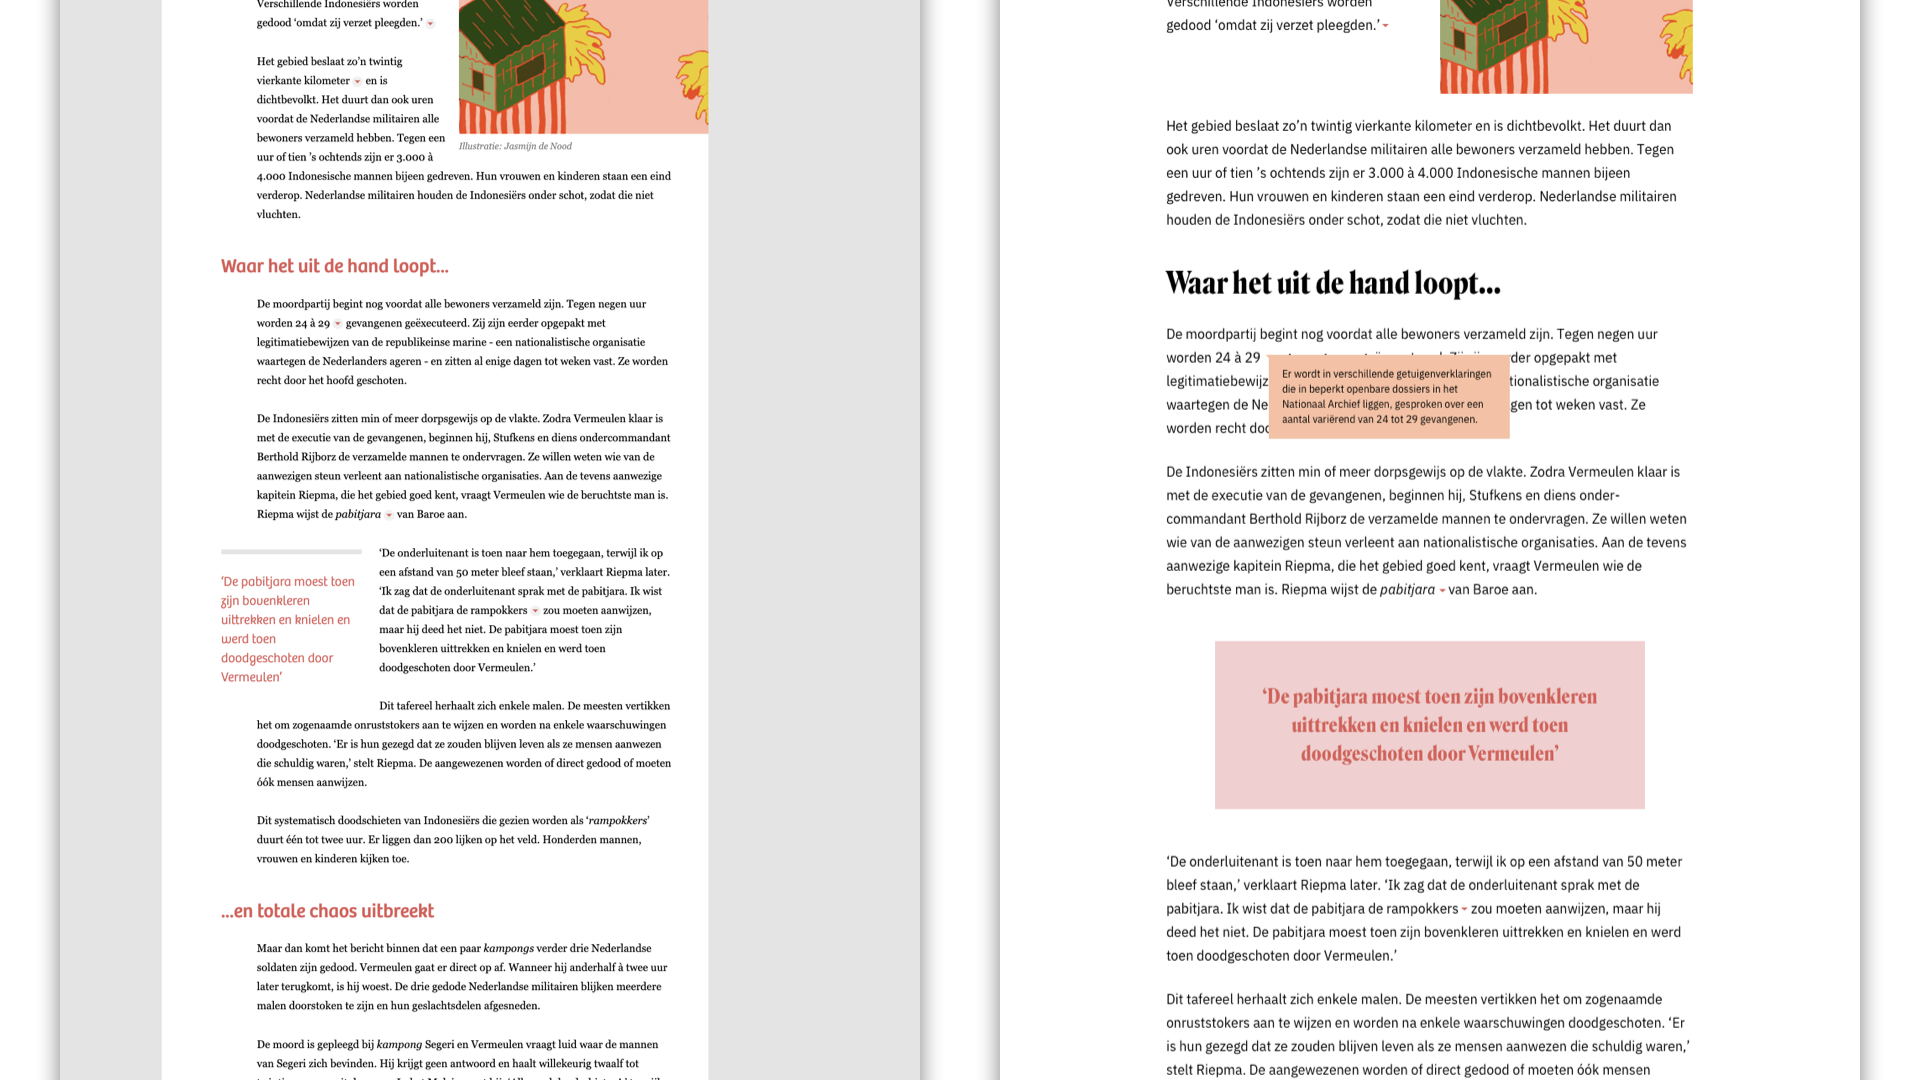 Verschillende Indonesiërs worden
gedood ‘omdat zij verzet pleegden.’
Het gebied beslaat zo’n twintig
vierkante kilometer en is
dichtbevolkt. Het duurt dan ook uren
voordat de Nederlandse militairen alle
bewoners verzameld hebben. Tegen een
uur of tien ’s ochtends zijn er 3.000 à
4.000 Indonesische mannen bijeen gedreven. Hun vrouwen en kinderen staan een eind
verderop. Nederlandse militairen houden de Indonesiërs onder schot, zodat die niet
vluchten.
Illustratie: Jasmijn de Nood
Waar het uit de hand loopt...
De moordpartij begint nog voordat alle bewoners verzameld zijn. Tegen negen uur
worden 24 à 29 gevangenen geëxecuteerd. Zij zijn eerder opgepakt met
legitimatiebewijzen van de republikeinse marine - een nationalistische organisatie
waartegen de Nederlanders ageren - en zitten al enige dagen tot weken vast. Ze worden
recht door het hoofd geschoten.
De Indonesiërs zitten min of meer dorpsgewijs op de vlakte. Zodra Vermeulen klaar is
met de executie van de gevangenen, beginnen hij, Stufkens en diens ondercommandant
Berthold Rijborz de verzamelde mannen te ondervragen. Ze willen weten wie van de
aanwezigen steun verleent aan nationalistische organisaties. Aan de tevens aanwezige
kapitein Riepma, die het gebied goed kent, vraagt Vermeulen wie de beruchtste man is.
Riepma wijst de pabitjara van Baroe aan.
‘De pabitjara moest toen
zijn bovenkleren
uittrekken en knielen en
werd toen
doodgeschoten door
Vermeulen’
‘De onderluitenant is toen naar hem toegegaan, terwijl ik op
een afstand van 50 meter bleef staan,’ verklaart Riepma later.
‘Ik zag dat de onderluitenant sprak met de pabitjara. Ik wist
dat de pabitjara de rampokkers zou moeten aanwijzen,
maar hij deed het niet. De pabitjara moest toen zijn
bovenkleren uittrekken en knielen en werd toen
doodgeschoten door Vermeulen.’
Dit tafereel herhaalt zich enkele malen. De meesten vertikken
het om zogenaamde onruststokers aan te wijzen en worden na enkele waarschuwingen
doodgeschoten. ‘Er is hun gezegd dat ze zouden blijven leven als ze mensen aanwezen
die schuldig waren,’ stelt Riepma. De aangewezenen worden of direct gedood of moeten
óók mensen aanwijzen.
Dit systematisch doodschieten van Indonesiërs die gezien worden als ‘rampokkers’
duurt één tot twee uur. Er liggen dan 200 lijken op het veld. Honderden mannen,
vrouwen en kinderen kijken toe.
...en totale chaos uitbreekt
Maar dan komt het bericht binnen dat een paar kampongs verder drie Nederlandse
soldaten zijn gedood. Vermeulen gaat er direct op af. Wanneer hij anderhalf à twee uur
later terugkomt, is hij woest. De drie gedode Nederlandse militairen blijken meerdere
malen doorstoken te zijn en hun geslachtsdelen afgesneden.
De moord is gepleegd bij kampong Segeri en Vermeulen vraagt luid waar de mannen
van Segeri zich bevinden. Hij krijgt geen antwoord en haalt willekeurig twaalf tot
Verschillende Indonesiërs worden
gedood ‘omdat zij verzet pleegden.’
Het gebied beslaat zo’n twintig vierkante kilometer en is dichtbevolkt. Het duurt dan
ook uren voordat de Nederlandse militairen alle bewoners verzameld hebben. Tegen
een uur of tien ’s ochtends zijn er 3.000 à 4.000 Indonesische mannen bijeen
gedreven. Hun vrouwen en kinderen staan een eind verderop. Nederlandse militairen
houden de Indonesiërs onder schot, zodat die niet vluchten.
Waar het uit de hand loopt...
De moordpartij begint nog voordat alle bewoners verzameld zijn. Tegen negen uur
worden 24 à 29 rder opgepakt met
legitimatiebewijz tionalistische organisatie
waartegen de Ne gen tot weken vast. Ze
worden recht doo
Er wordt in verschillende getuigenverklaringen
die in beperkt openbare dossiers in het
Nationaal Archief liggen, gesproken over een
aantal variërend van 24 tot 29 gevangenen.
De Indonesiërs zitten min of meer dorpsgewijs op de vlakte. Zodra Vermeulen klaar is
met de executie van de gevangenen, beginnen hij, Stufkens en diens onder-
commandant Berthold Rijborz de verzamelde mannen te ondervragen. Ze willen weten
wie van de aanwezigen steun verleent aan nationalistische organisaties. Aan de tevens
aanwezige kapitein Riepma, die het gebied goed kent, vraagt Vermeulen wie de
beruchtste man is. Riepma wijst de pabitjara van Baroe aan.
‘De pabitjara moest toen zijn bovenkleren
uittrekken en knielen en werd toen
doodgeschoten door Vermeulen’
‘De onderluitenant is toen naar hem toegegaan, terwijl ik op een afstand van 50 meter
bleef staan,’ verklaart Riepma later. ‘Ik zag dat de onderluitenant sprak met de
pabitjara. Ik wist dat de pabitjara de rampokkers zou moeten aanwijzen, maar hij
deed het niet. De pabitjara moest toen zijn bovenkleren uittrekken en knielen en werd
toen doodgeschoten door Vermeulen.’
Dit tafereel herhaalt zich enkele malen. De meesten vertikken het om zogenaamde
onruststokers aan te wijzen en worden na enkele waarschuwingen doodgeschoten. ‘Er
is hun gezegd dat ze zouden blijven leven als ze mensen aanwezen die schuldig waren,’
stelt Riepma. De aangewezenen worden of direct gedood of moeten óók mensen